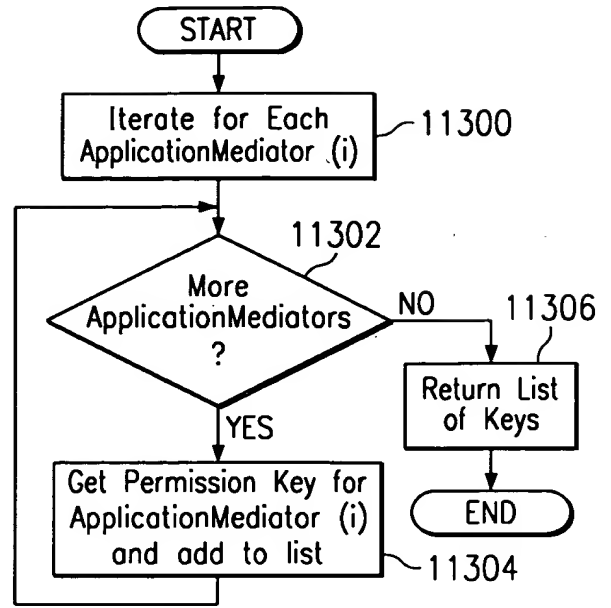 START
Iterate for Each
ApplicationMediator (i)
11300
11302
More
ApplicationMediators
?
NO
11306
Return List
of Keys
YES
END
Get Permission Key for
ApplicationMediator (i)
and add to list
11304